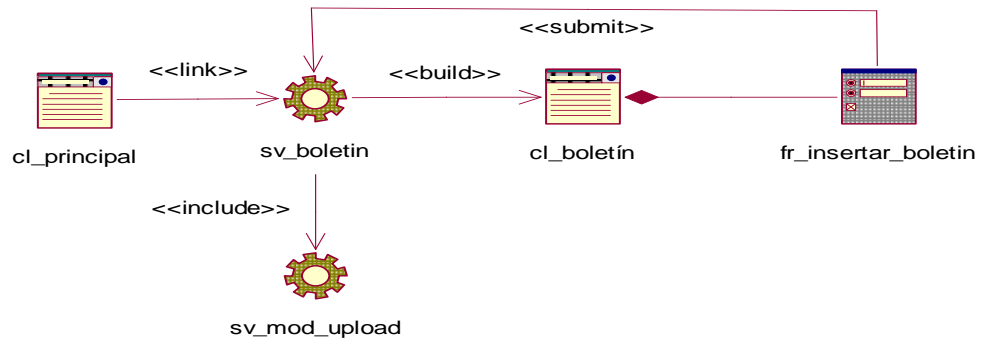 <<submit>>
<<link>>
<<build>>
cl_principal
sv_boletin
cl_boletín
fr_insertar_boletin
<<include>>
sv_mod_upload